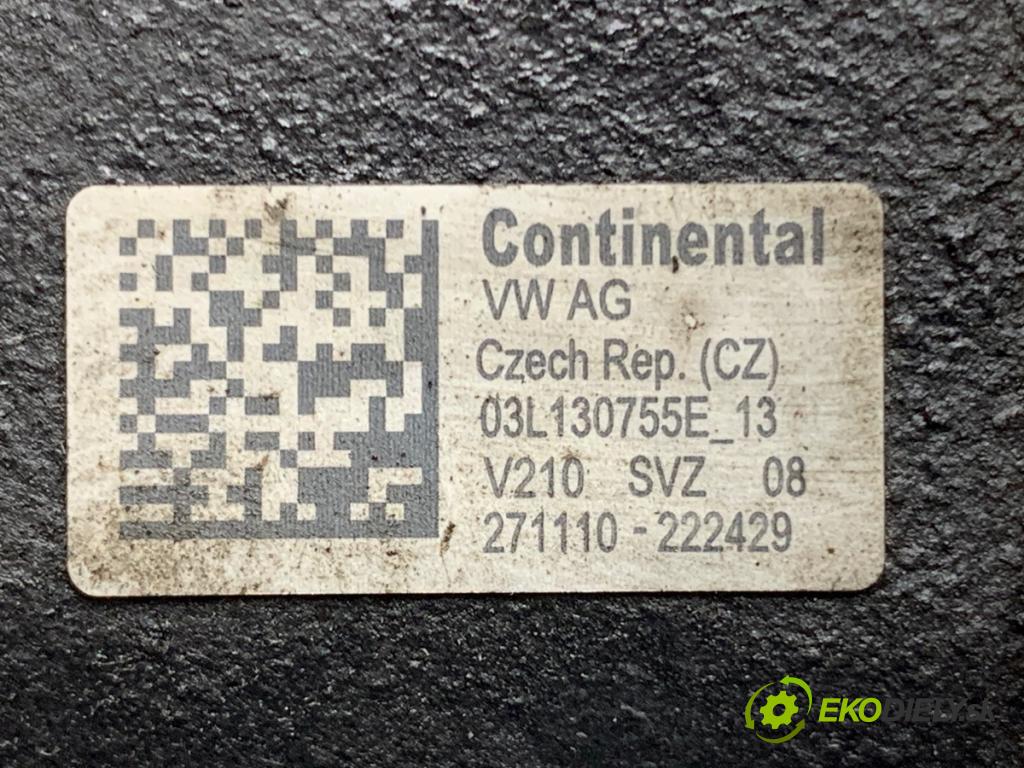 Continental
VW AG
Czech Rep. (CZ)
03L130755E_13
V210 SVZ 08
271110-222429
EKODIELY.sk